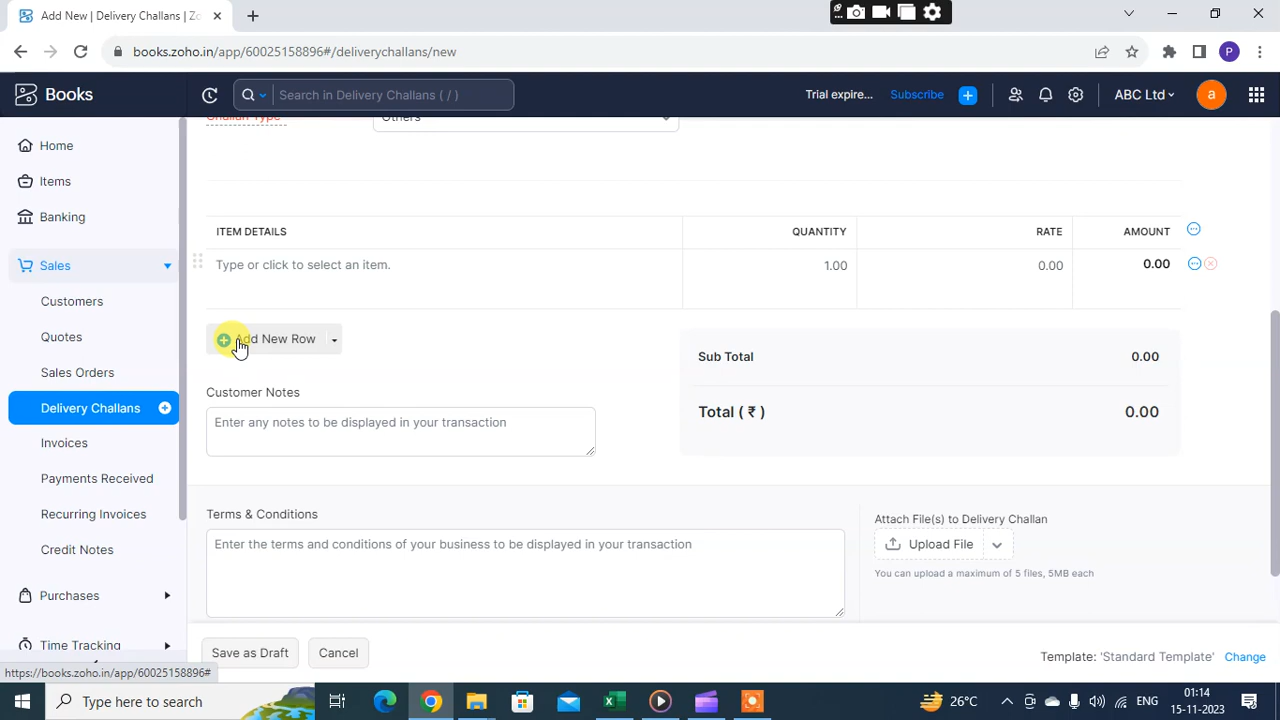 Add New | Delivery Challans | Zo
books.zoho.in/app/60025158896#/deliverychallans/new
P
Books
Search in Delivery Challans ( / )
Trial expire...
Subscribe
ABC Ltd
a
Home
Items
Banking
Sales
Customers
Quotes
Sales Orders
Delivery Challans
Invoices
Payments Received
Recurring Invoices
Credit Notes
Purchases
Time Tracking
Challan Type
Others
ITEM DETAILS
QUANTITY
RATE
AMOUNT
Type or click to select an item.
1.00
0.00
0.00
Add New Row
Sub Total
0.00
Total ( ₹ )
0.00
Customer Notes
Enter any notes to be displayed in your transaction
Terms & Conditions
Enter the terms and conditions of your business to be displayed in your transaction
Attach File(s) to Delivery Challan
Upload File
You can upload a maximum of 5 files, 5MB each
Save as Draft
Cancel
Template: 'Standard Template'
Change
https://books.zoho.in/app/60025158896#
Type here to search
26°C
ENG
01:14
15-11-2023